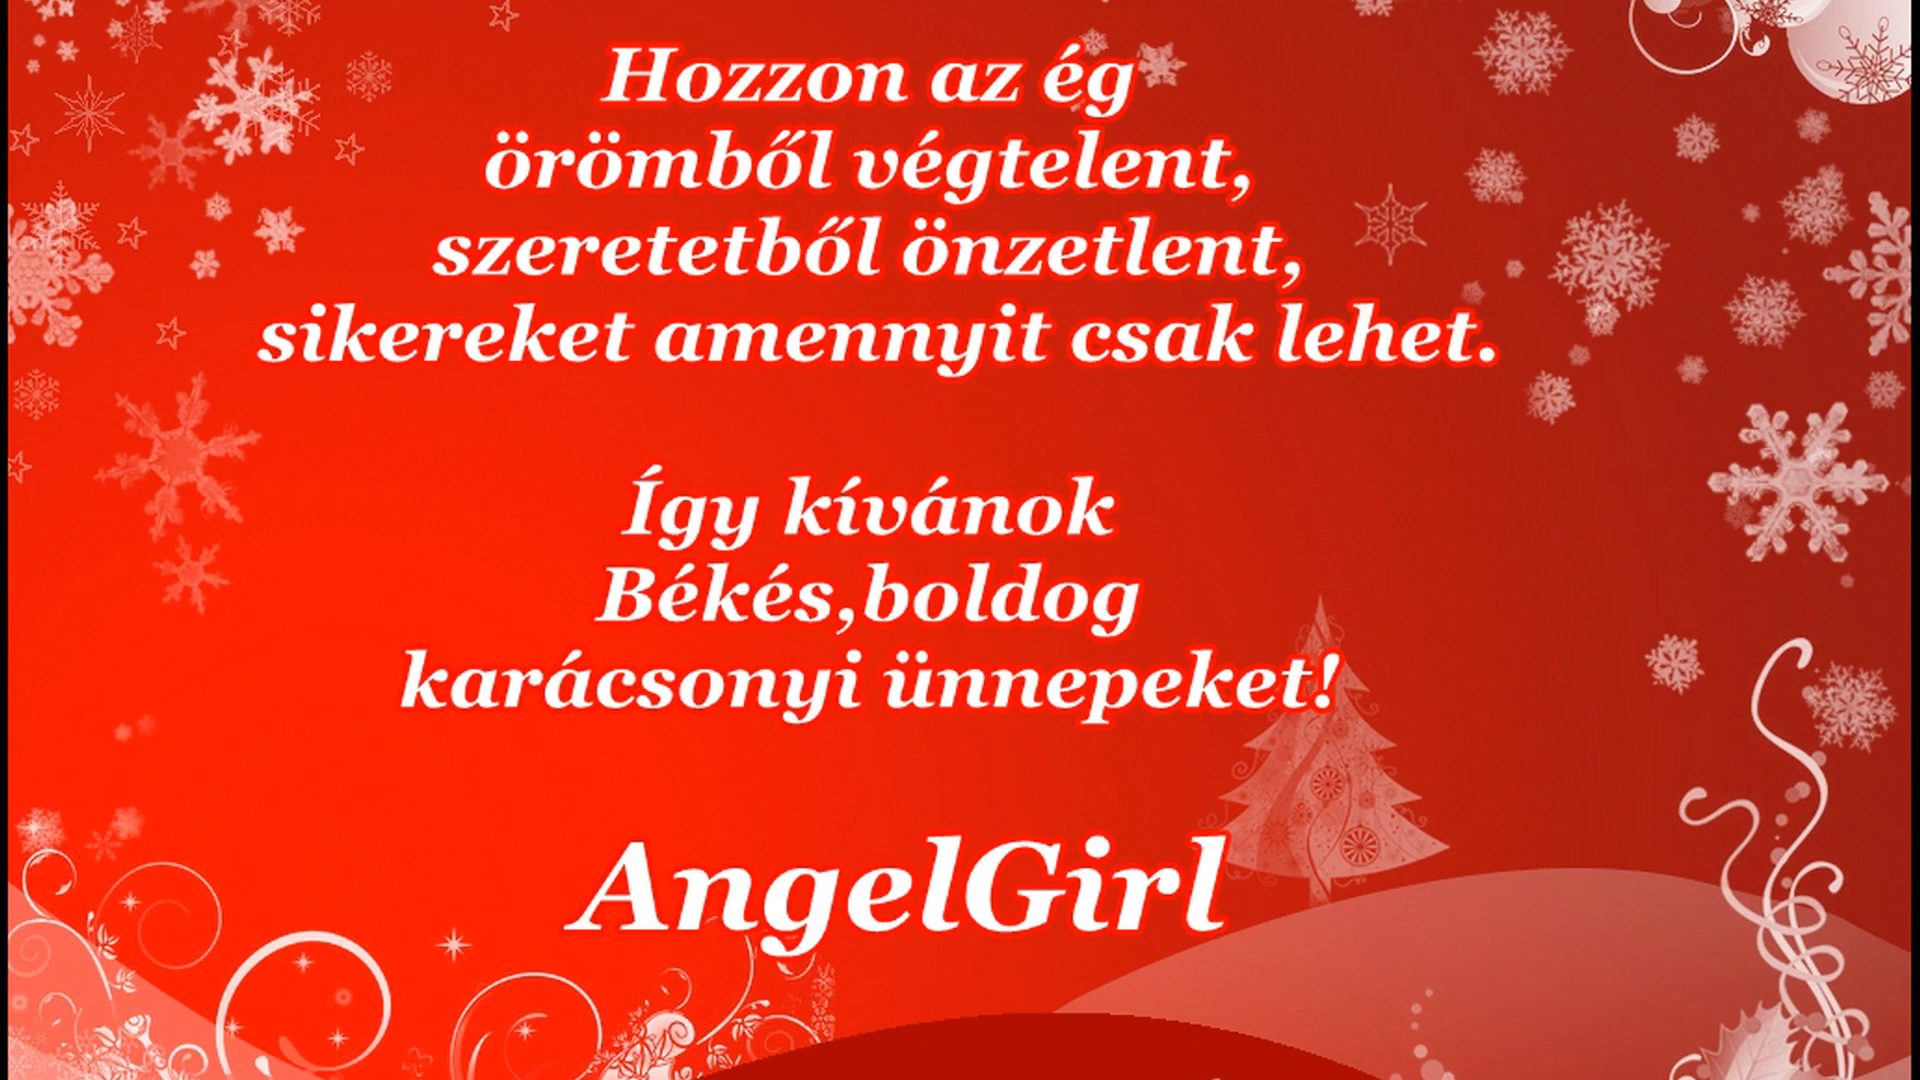 Hozzon az ég
örömből végtelent,
szeretetből önzetlent,
sikereket amennyit csak lehet.
Így kívánok
Békés,boldog
karácsonyi ünnepeket!
AngelGirl